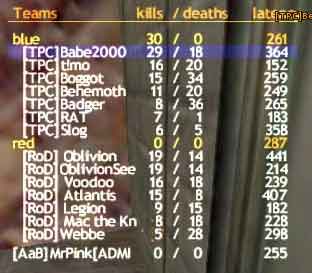 Teams kills / deaths latenc
[TPC]Be
blue 30 / 0 261
[TPC]Babe2000 29 / 18 364
[TPC]t!mo 16 / 20 152
[TPC]Boggot 15 / 34 259
[TPC]Behemoth 11 / 20 249
[TPC]Badger 8 / 36 265
[TPC]RAT 7 / 1 183
[TPC]Slog 6 / 5 358
red 0 / 0 287
[RoD] Oblivion 19 / 14 441
[RoD] OblivionSee 19 / 14 214
[RoD] Voodoo 16 / 18 239
[RoD] Atlantis 15 / 8 407
[RoD] Legion 9 / 15 182
[RoD] Mac the Kn 8 / 18 228
[RoD]Webbe 5 / 28 298
[AaB]MrPink[ADMI 0 / 0 255